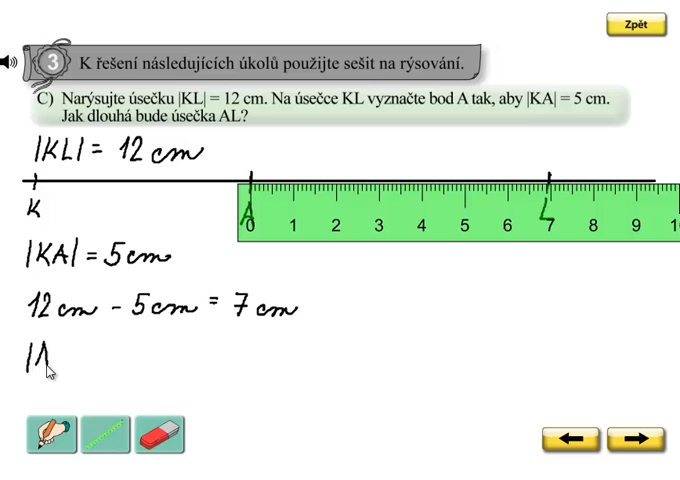 Zpět
3 K řešení následujících úkolů použijte sešit na rýsování.
C) Narýsujte úsečku |KL| = 12 cm. Na úsečce KL vyznačte bod A tak, aby |KA| = 5 cm.
Jak dlouhá bude úsečka AL?
|KL| = 12 cm
K A L
0 1 2 3 4 5 6 7 8 9 10
|KA| = 5 cm
12 cm - 5 cm = 7 cm
|A